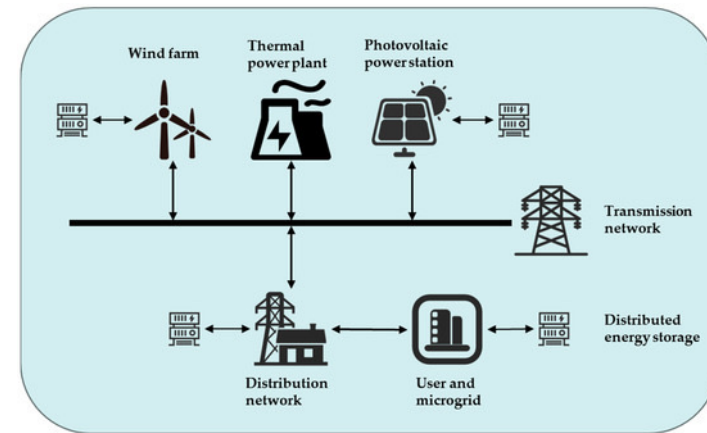 Wind farm
Thermal
power plant
Photovoltaic
power station
Transmission
network
Distributed
energy storage
Distribution
network
User and
microgrid